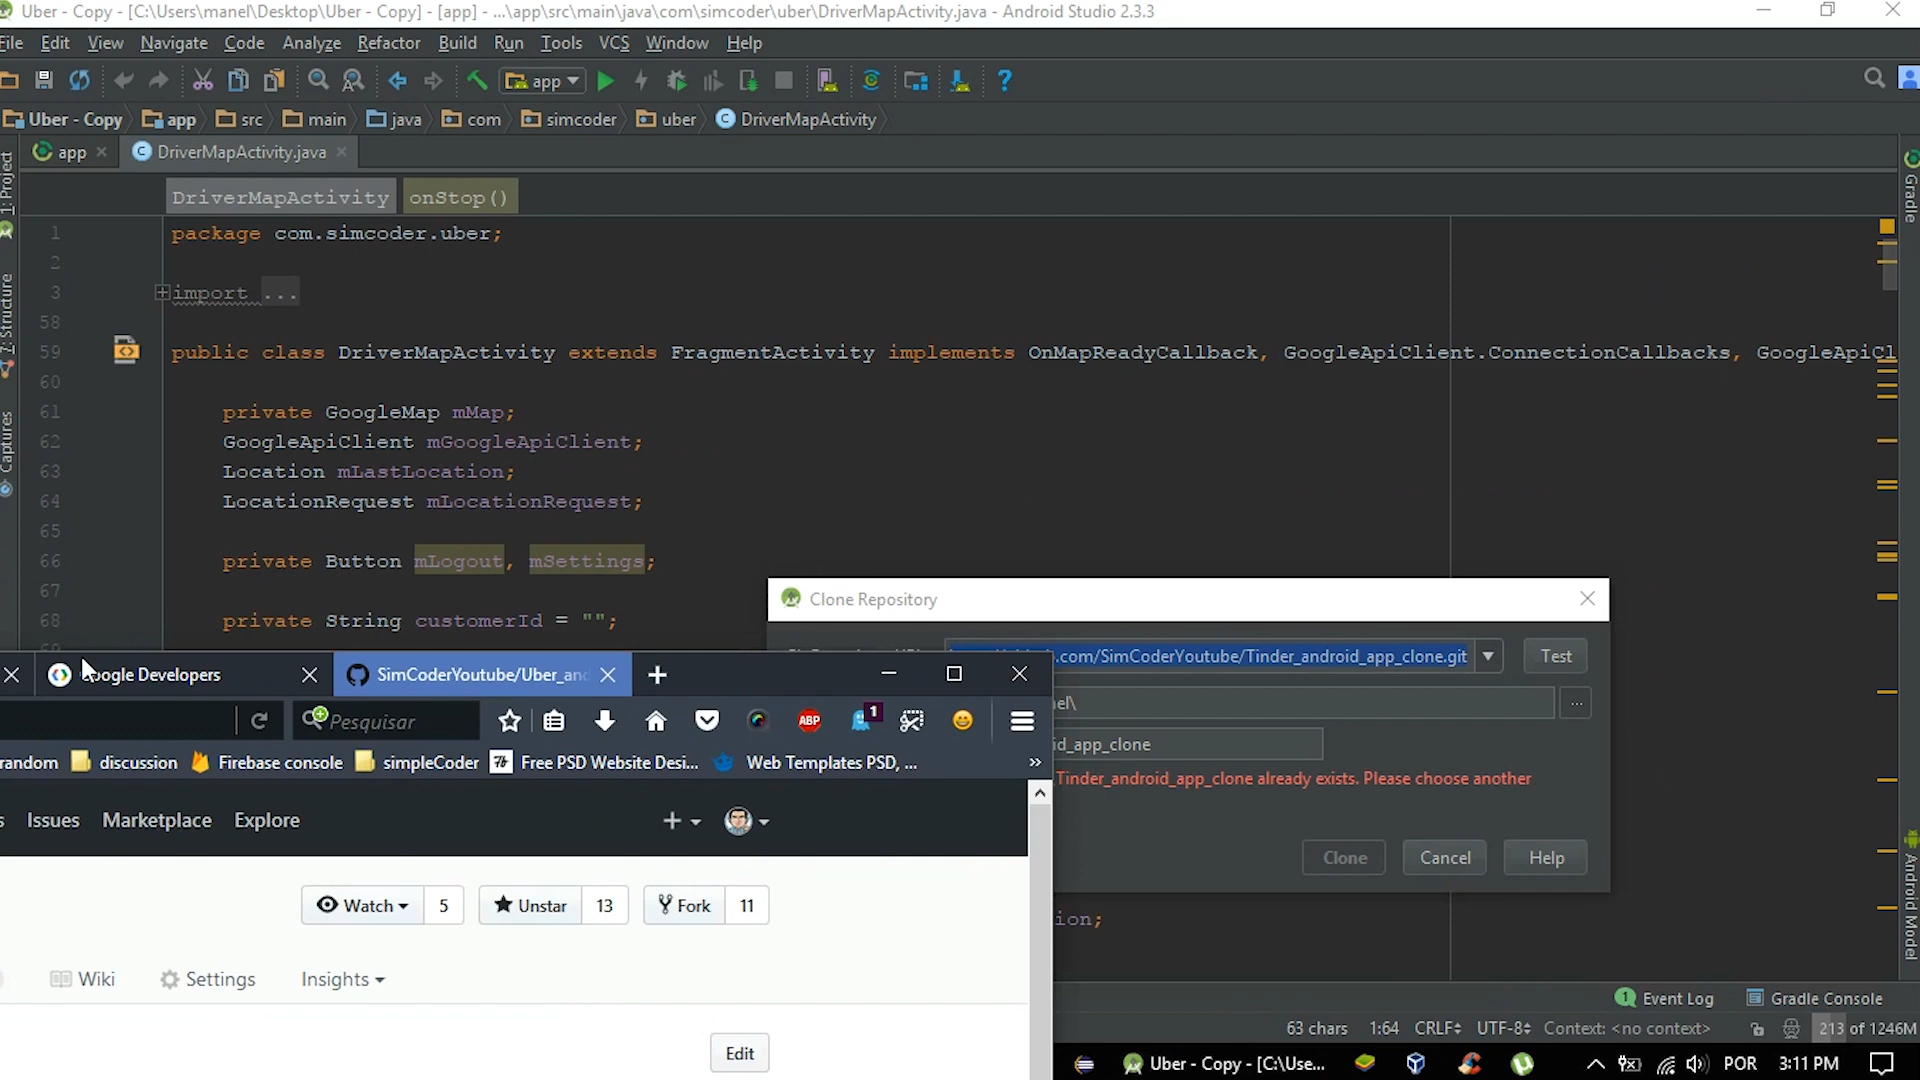 Uber - Copy - [C:\Users\manel\Desktop\Uber - Copy] - [app] - ...\app\src\main\java\com\simcoder\uber\DriverMapActivity.java - Android Studio 2.3.3
File Edit View Navigate Code Analyze Refactor Build Run Tools VCS Window Help
app
Uber - Copy app src main java com simcoder uber DriverMapActivity
app DriverMapActivity.java
DriverMapActivity onStop()
1: Project
7: Structure
Captures
Gradle
Android Model
1 package com.simcoder.uber;
2
3 import ...
58
59 public class DriverMapActivity extends FragmentActivity implements OnMapReadyCallback, GoogleApiClient.ConnectionCallbacks, GoogleApiCl
60
61 private GoogleMap mMap;
62 GoogleApiClient mGoogleApiClient;
63 Location mLastLocation;
64 LocationRequest mLocationRequest;
65
66 private Button mLogout, mSettings;
67
68 private String customerId = "";
Clone Repository
.com/SimCoderYoutube/Tinder_android_app_clone.git Test
el\ ...
id_app_clone
Tinder_android_app_clone already exists. Please choose another
Clone Cancel Help
ion;
Google Developers SimCoderYoutube/Uber_and
Pesquisar ABP 1
random discussion Firebase console simpleCoder Free PSD Website Desi... Web Templates PSD, ... »
s Issues Marketplace Explore
Watch 5 Unstar 13 Fork 11
Wiki Settings Insights
Edit
1 Event Log Gradle Console
63 chars 1:64 CRLF UTF-8 Context: <no context> 213 of 1246M
Uber - Copy - [C:\Use... POR 3:11 PM